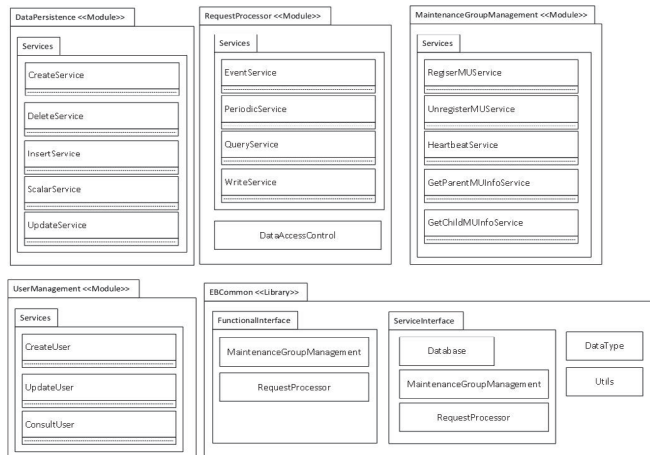 DataPersistence <<Module>>
Services
CreateService
DeleteService
InsertService
ScalarService
UpdateService
RequestProcessor <<Module>>
Services
EventService
PeriodicService
QueryService
WriteService
DataAccessControl
MaintenanceGroupManagement <<Module>>
Services
RegiserMUService
UnregisterMUService
HeartbeatService
GetParentMUInfoService
GetChildMUInfoService
UserManagement <<Module>>
Services
CreateUser
UpdateUser
ConsultUser
EBCommon <<Library>>
FunctionalInterface
MaintenanceGroupManagement
RequestProcessor
ServiceInterface
Database
MaintenanceGroupManagement
RequestProcessor
DataType
Utils